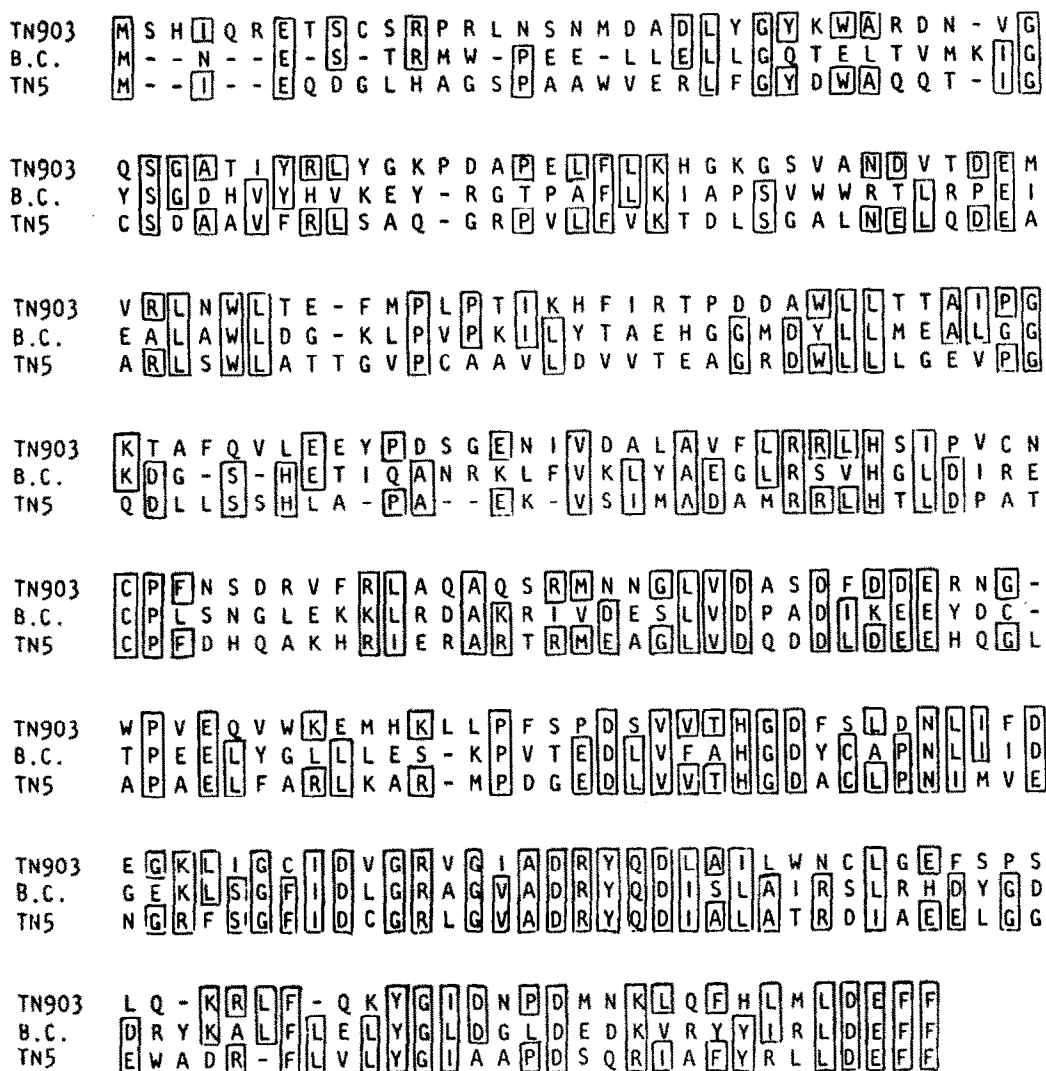 TN903 M S H I Q R E T S C S R P R L N S N M D A D L Y G Y K W A R D N - V G
B.C. M - - N - - E - S - T R M W - P E E - L L E L L G Q T E L T V M K I G
TN5 M - - I - - E Q D G L H A G S P A A W V E R L F G Y D W A Q Q T - I G
TN903 Q S G A T I Y R L Y G K P D A P E L F L K H G K G S V A N D V T D E M
B.C. Y S G D H V Y H V K E Y - R G T P A F L K I A P S V W W R T L R P E I
TN5 C S D A A V F R L S A Q - G R P V L F V K T D L S G A L N E L Q D E A
TN903 V R L N W L T E - F M P L P T I K H F I R T P D D A W L L T T A I P G
B.C. E A L A W L D G - K L P V P K I L Y T A E H G G M D Y L L M E A L G G
TN5 A R L S W L A T T G V P C A A V L D V V T E A G R D W L L L G E V P G
TN903 K T A F Q V L E E Y P D S G E N I V D A L A V F L R R L H S I P V C N
B.C. K D G - S - H E T I Q A N R K L F V K L Y A E G L R S V H G L D I R E
TN5 Q D L L S S H L A - P A - - E K - V S I M A D A M R R L H T L D P A T
TN903 C P F N S D R V F R L A Q A Q S R M N N G L V D A S D F D D E R N G -
B.C. C P L S N G L E K K L R D A K R I V D E S L V D P A D I K E E Y D C -
TN5 C P F D H Q A K H R I E R A R T R M E A G L V D Q D D L D E E H Q G L
TN903 W P V E Q V W K E M H K L L P F S P D S V V T H G D F S L D N L I F D
B.C. T P E E L Y G L L L E S - K P V T E D L V F A H G D Y C A P N L I I D
TN5 A P A E L F A R L K A R - M P D G E D L V V T H G D A C L P N I M V E
TN903 E G K L I G C I D V G R V G I A D R Y Q D L A I L W N C L G E F S P S
B.C. G E K L S G F I D L G R A G V A D R Y Q D I S L A I R S L R H D Y G D
TN5 N G R F S G F I D C G R L G V A D R Y Q D I A L A T R D I A E E L G G
TN903 L Q - K R L F - Q K Y G I D N P D M N K L Q F H L M L D E F F
B.C. D R Y K A L F L E L Y G L D G L D E D K V R Y Y I R L D E F F
TN5 E W A D R - F L V L Y G I A A P D S Q R I A F Y R L L D E F F